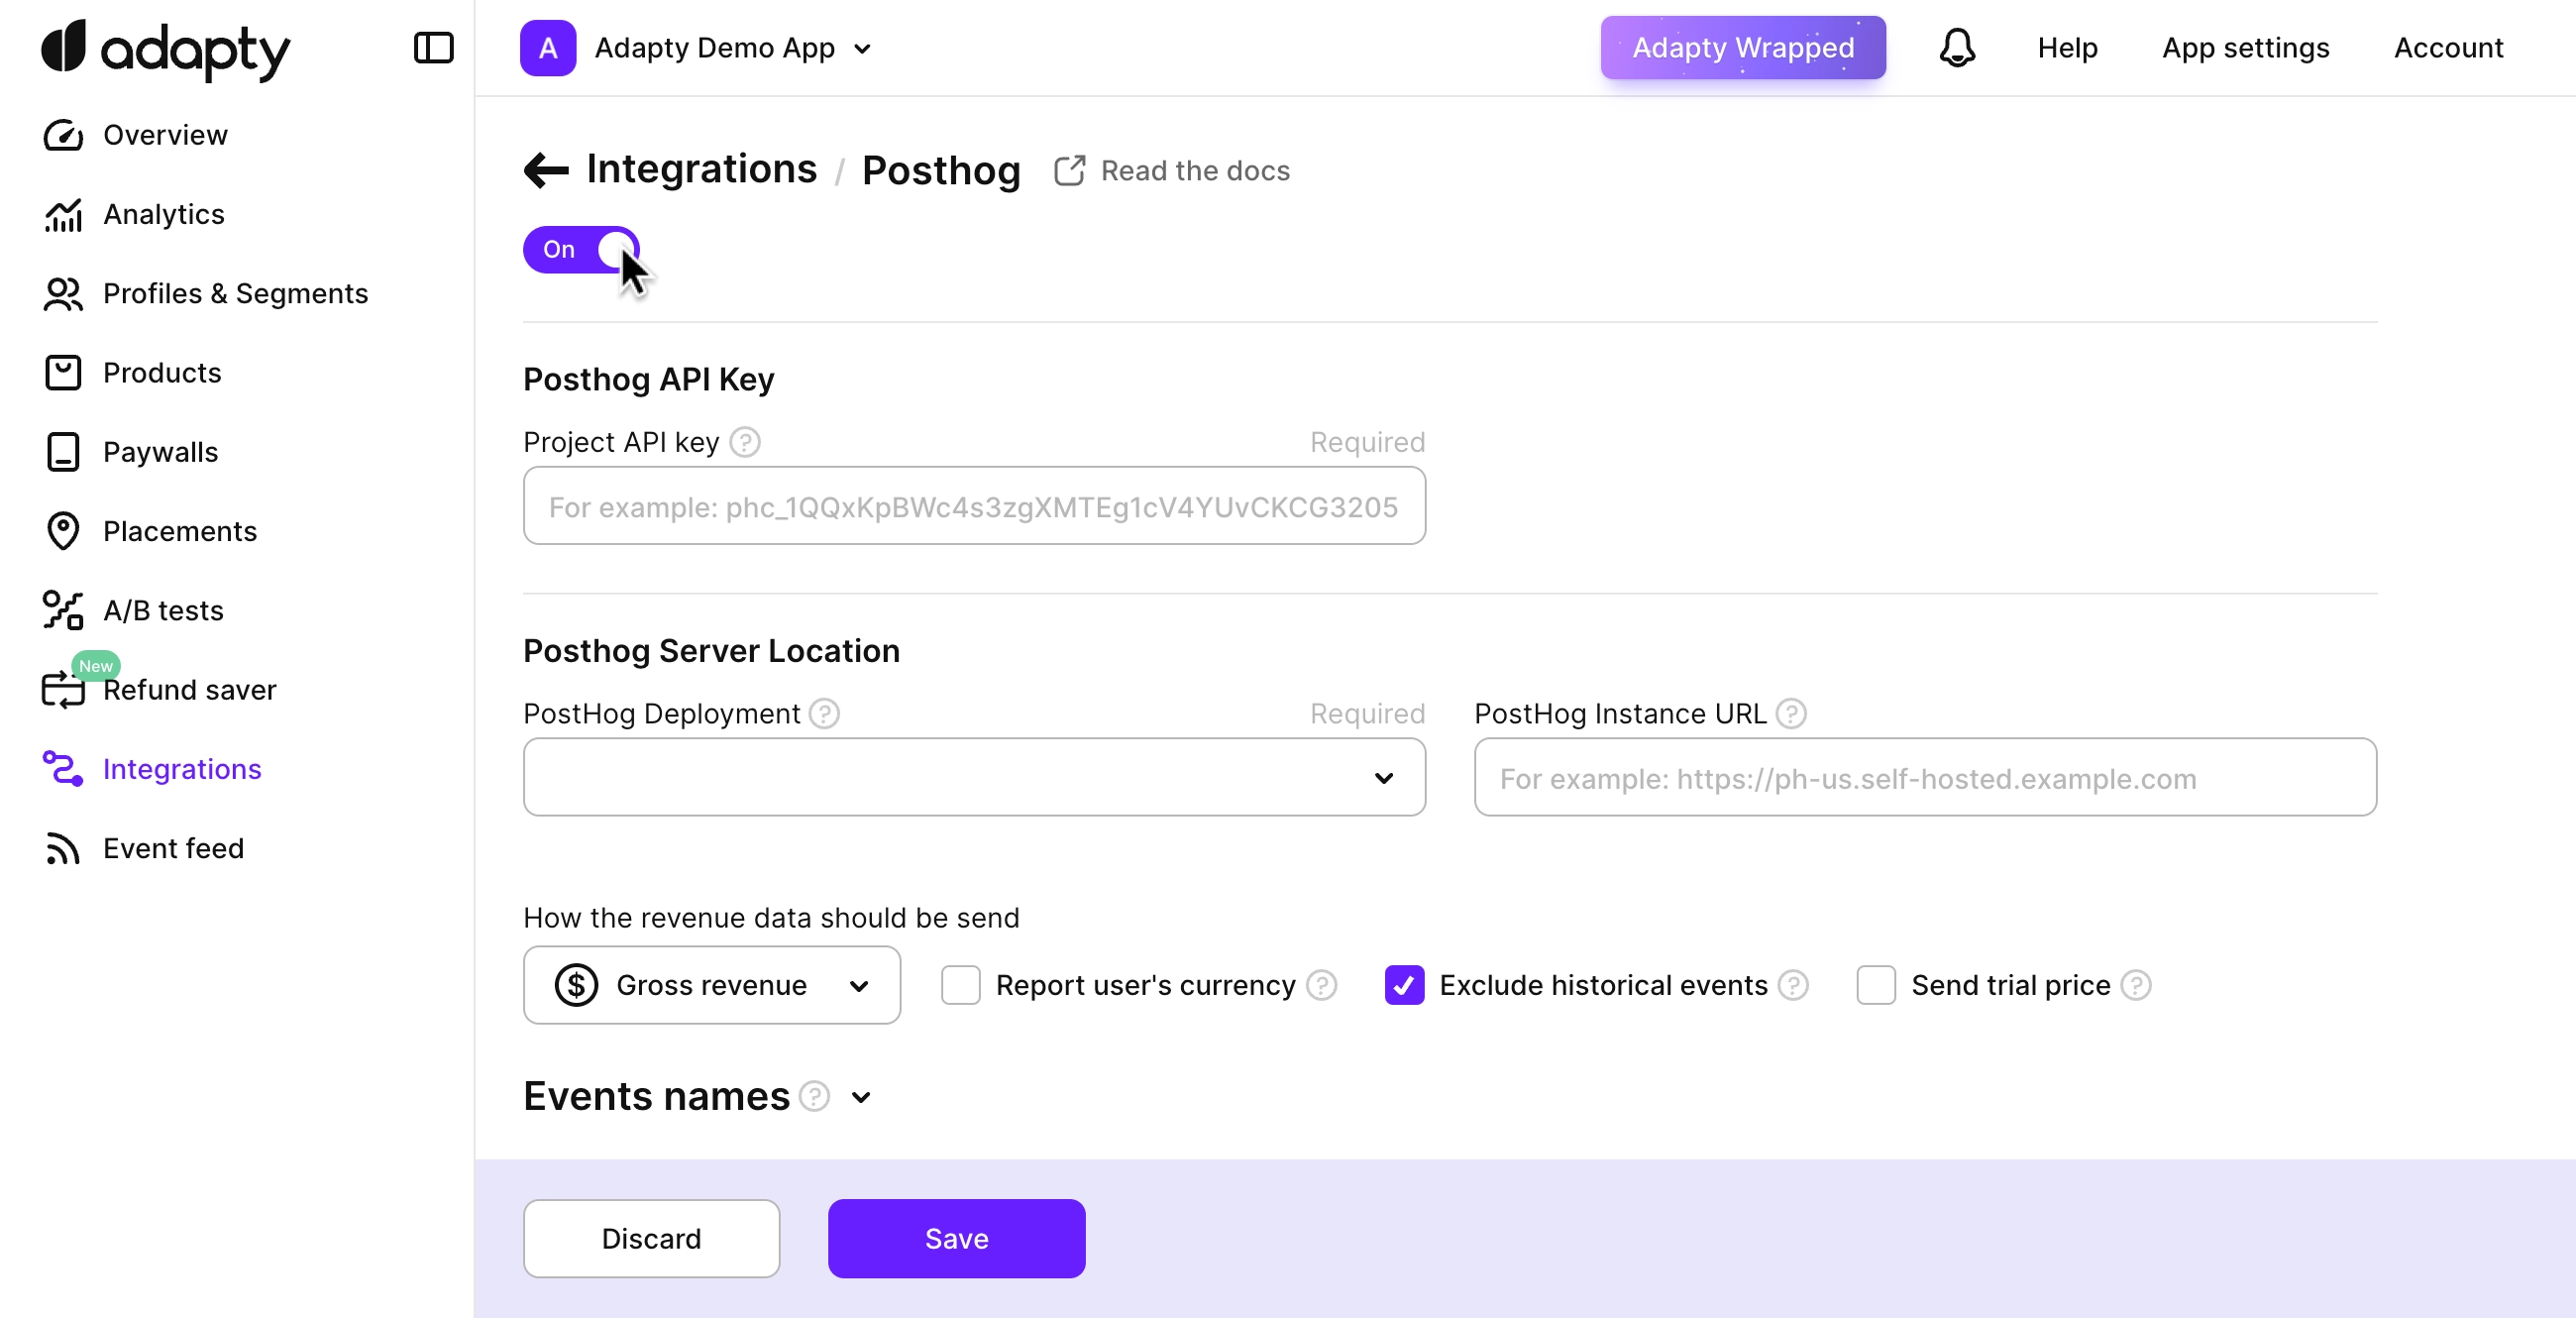 adapty
A Adapty Demo App
Adapty Wrapped
Help
App settings
Account
Overview
Analytics
Profiles & Segments
Products
Paywalls
Placements
A/B tests
New
Refund saver
Integrations
Event feed
Integrations / Posthog
Read the docs
On
Posthog API Key
Project API key ?
Required
For example: phc_1QQxKpBWc4s3zgXMTEg1cV4YUvCKCG3205
Posthog Server Location
PostHog Deployment ?
Required
PostHog Instance URL ?
For example: https://ph-us.self-hosted.example.com
How the revenue data should be send
$ Gross revenue
Report user's currency ?
Exclude historical events ?
Send trial price ?
Events names ?
Discard
Save